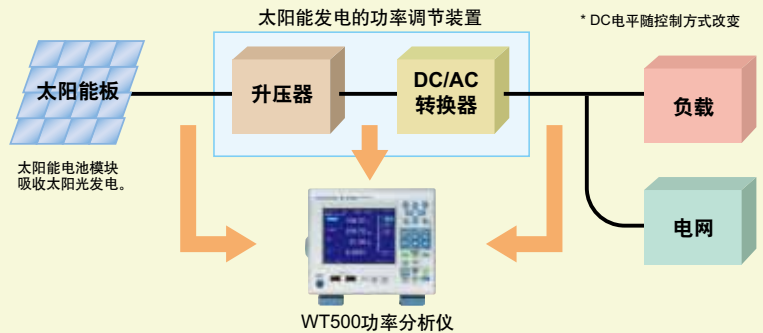 太阳能发电的功率调节装置
* DC电平随控制方式改变
太阳能板
升压器
DC/AC
转换器
负载
太阳能电池模块
吸收太阳光发电。
电网
WT500功率分析仪